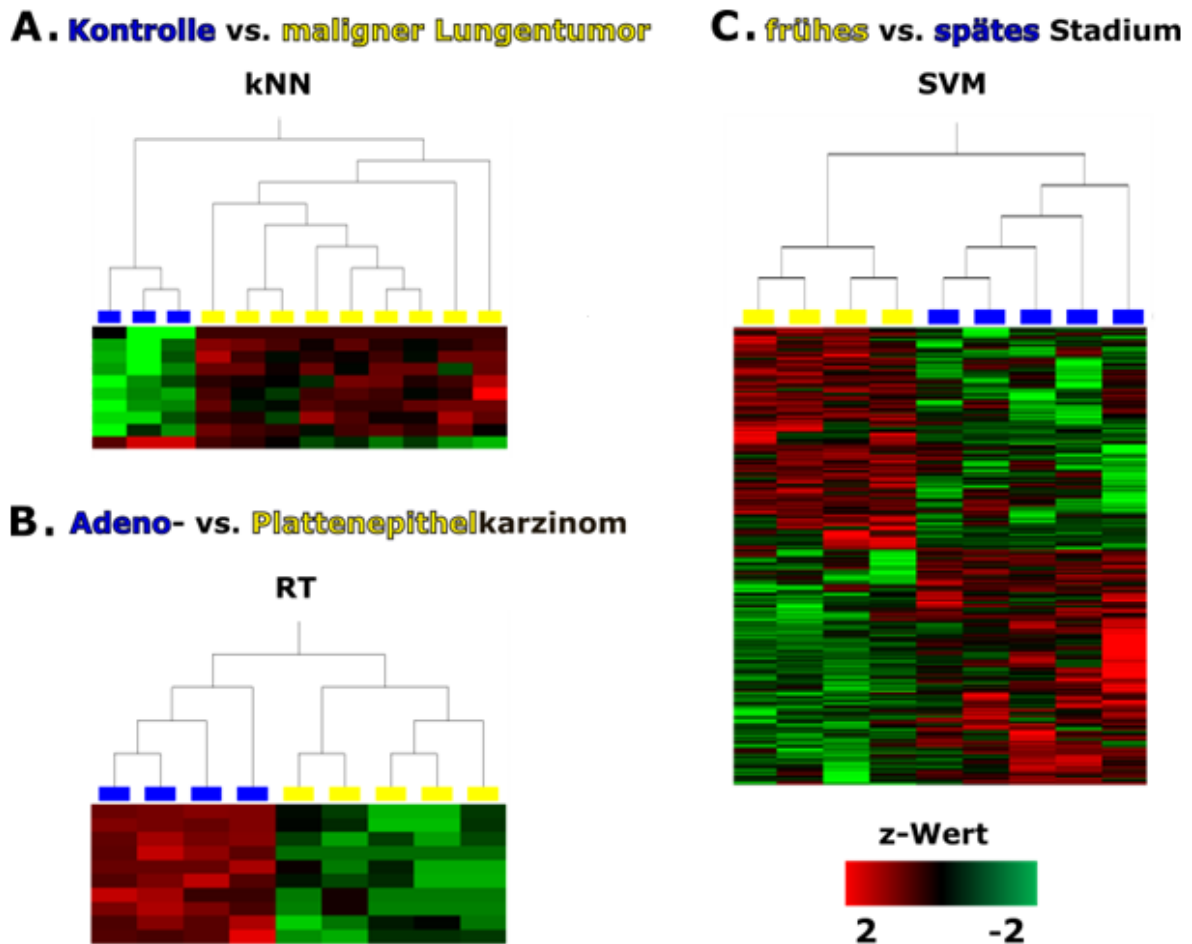 A. Kontrolle vs. maligner Lungentumor
kNN
B. Adeno- vs. Plattenepithelkarzinom
RT
C. frühes vs. spätes Stadium
SVM
z-Wert
2 -2